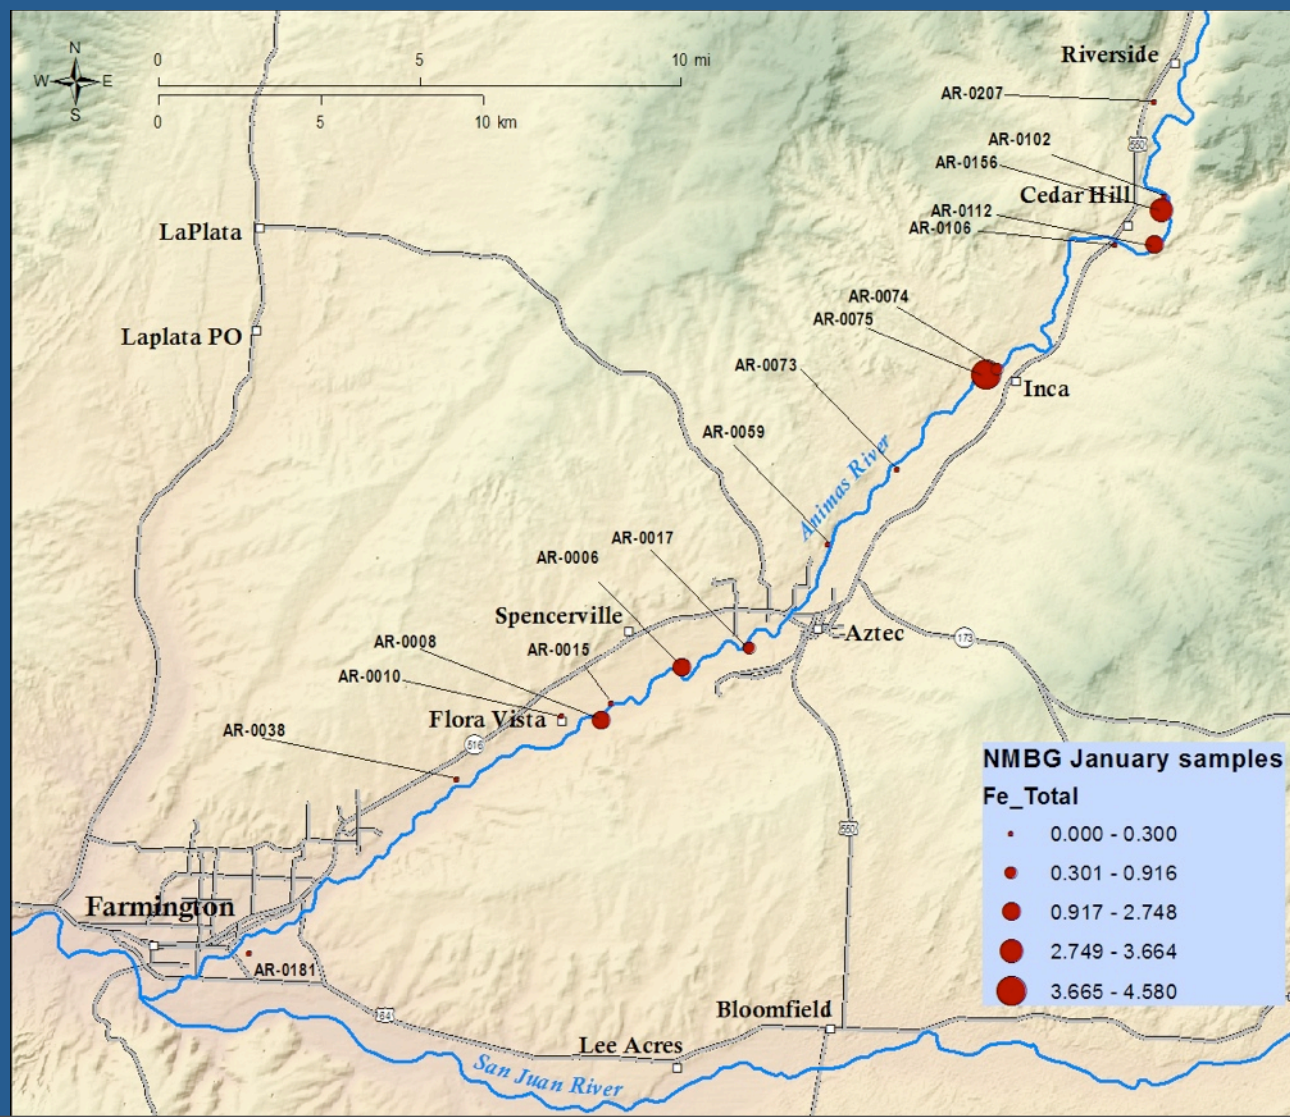 N
W E
S
0 5 10 mi
0 5 10 km
Riverside
AR-0207
550
AR-0102
AR-0156
Cedar Hill
AR-0112
AR-0106
LaPlata
AR-0074
AR-0075
Laplata PO
AR-0073
Inca
AR-0059
Animas River
AR-0017
AR-0006
Spencerville
Aztec
173
AR-0008
AR-0015
AR-0010
Flora Vista
AR-0038
516
NMBG January samples
Fe_Total
0.000 - 0.300
0.301 - 0.916
0.917 - 2.748
2.749 - 3.664
3.665 - 4.580
550
Farmington
AR-0181
Bloomfield
64
Lee Acres
San Juan River